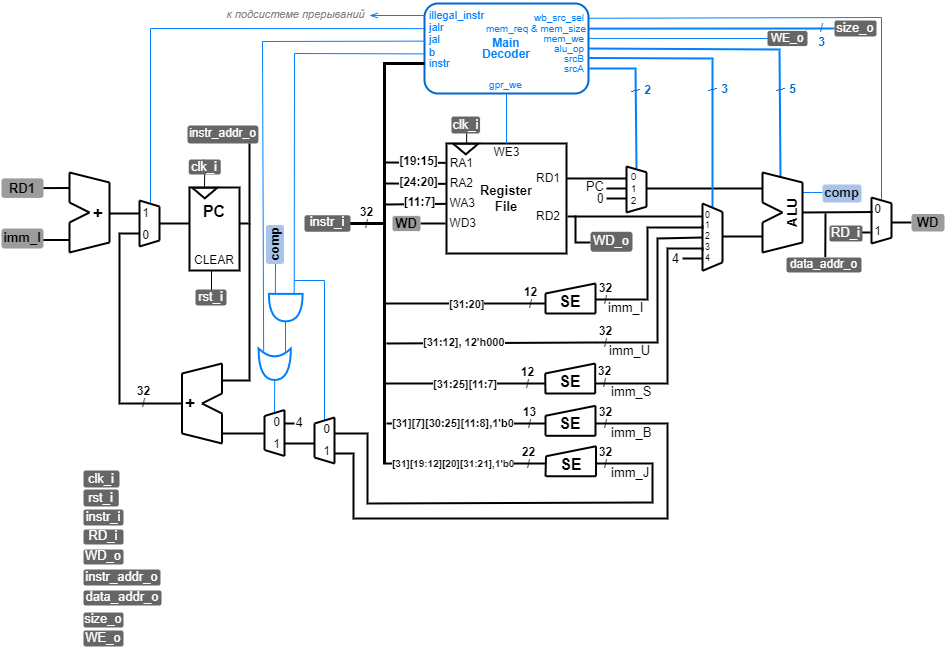 к подсистеме прерываний
illegal_instr
jalr
jal
b
instr
Main
Decoder
wb_src_sel
mem_req & mem_size
mem_we
alu_op
srcB
srcA
gpr_we
size_o
WE_o
3
2
3
5
instr_addr_o
clk_i
RD1
imm_I
+
1
0
PC
CLEAR
rst_i
comp
instr_i
32
clk_i
[19:15]
[24:20]
[11:7]
WD
RA1
RA2
WA3
WD3
WE3
Register
File
RD1
RD2
PC
0
0
1
2
WD_o
0
1
2
3
4
4
ALU
comp
RD_i
data_addr_o
0
1
WD
[31:20]
12
SE
32
imm_I
[31:12], 12'h000
32
imm_U
[31:25][11:7]
12
SE
32
imm_S
[31][7][30:25][11:8],1'b0
13
SE
32
imm_B
[31][19:12][20][31:21],1'b0
22
SE
32
imm_J
32
+
0
1
4
0
1
clk_i
rst_i
instr_i
RD_i
WD_o
instr_addr_o
data_addr_o
size_o
WE_o